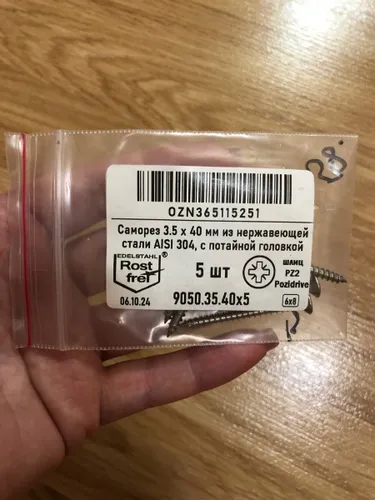 OZN365115251
Саморез 3.5 x 40 мм из нержавеющей
стали AISI 304, с потайной головкой
EDELSTAHL ®
Rost
frei
06.10.24
5 шт
9050.35.40x5
шлиц
PZ2
Pozidrive
6x8